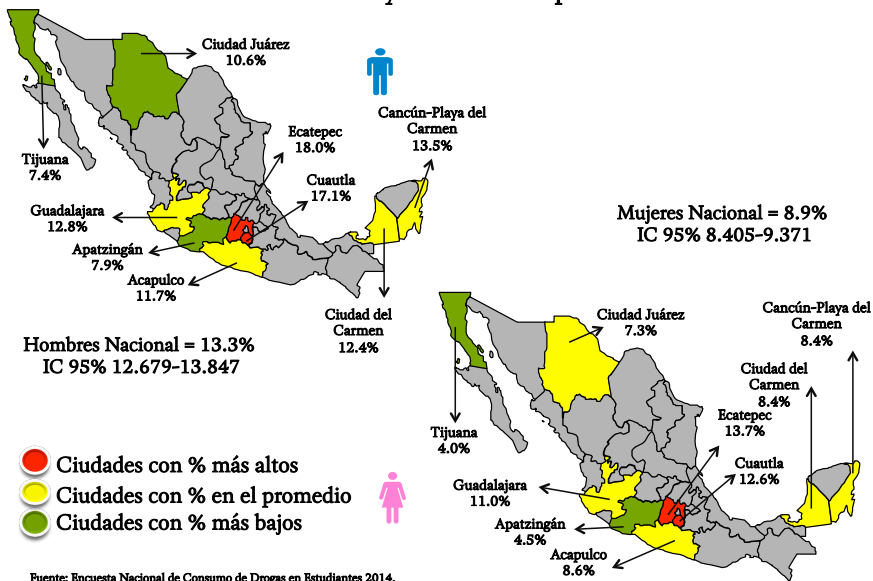 Ciudad Juárez
10.6%
Cancún-Playa del
Carmen
13.5%
Ecatepec
18.0%
Tijuana
7.4%
Cuautla
17.1%
Guadalajara
12.8%
Apatzingán
7.9%
Acapulco
11.7%
Ciudad del
Carmen
12.4%
Hombres Nacional = 13.3%
IC 95% 12.679-13.847
Mujeres Nacional = 8.9%
IC 95% 8.405-9.371
Ciudad Juárez
7.3%
Cancún-Playa del
Carmen
8.4%
Ciudad del
Carmen
8.4%
Ecatepec
13.7%
Tijuana
4.0%
Cuautla
12.6%
Guadalajara
11.0%
Apatzingán
4.5%
Acapulco
8.6%
Ciudades con % más altos
Ciudades con % en el promedio
Ciudades con % más bajos
Fuente: Encuesta Nacional de Consumo de Drogas en Estudiantes 2014.